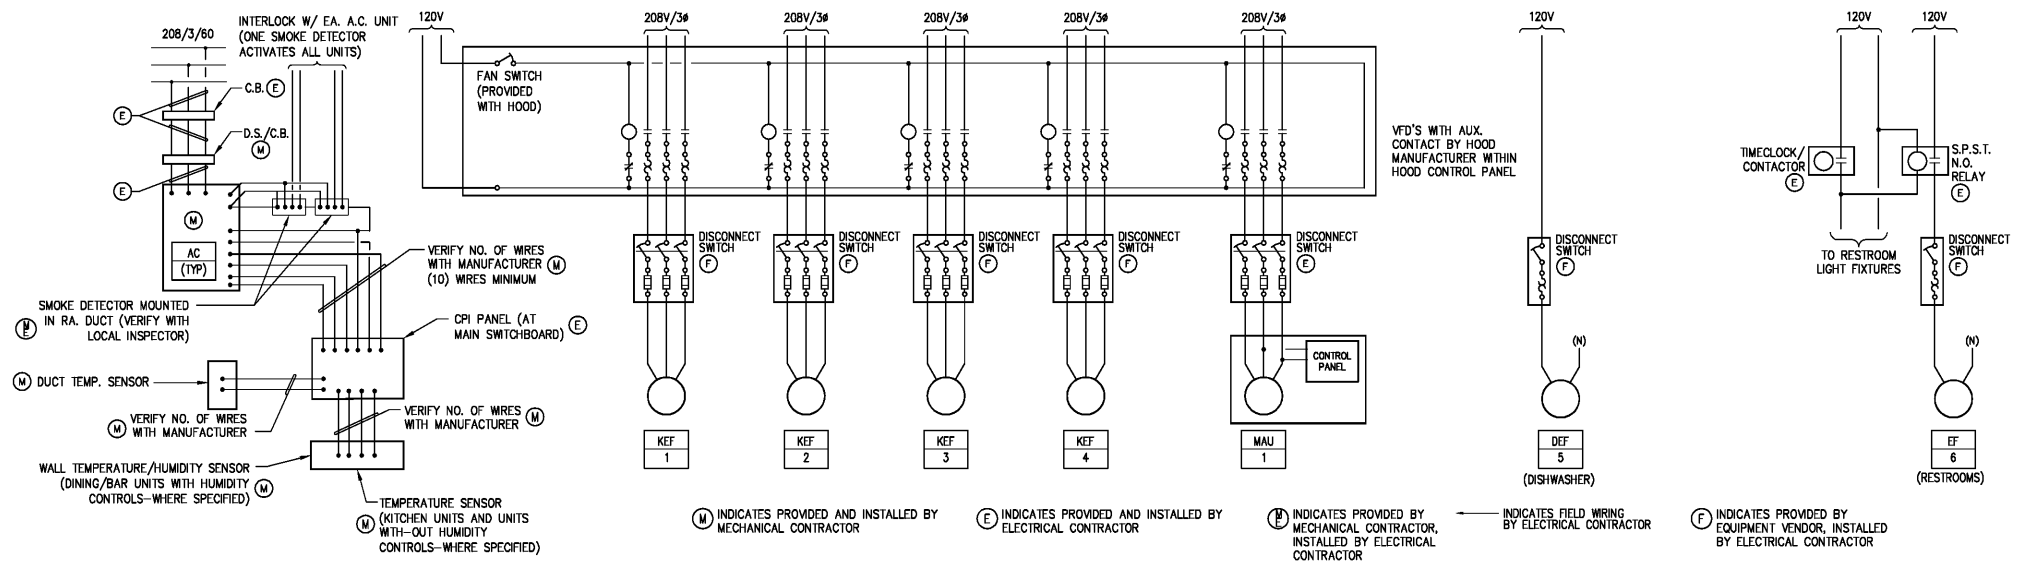 208/3/60
INTERLOCK W/ EA. A.C. UNIT
(ONE SMOKE DETECTOR
ACTIVATES ALL UNITS)
C.B. E
E
D.S./C.B.
M
E
M
AC
(TYP)
SMOKE DETECTOR MOUNTED
IN RA. DUCT (VERIFY WITH
LOCAL INSPECTOR)
M
E
VERIFY NO. OF WIRES
WITH MANUFACTURER M
(10) WIRES MINIMUM
CPI PANEL (AT
MAIN SWITCHBOARD) E
M DUCT TEMP. SENSOR
VERIFY NO. OF WIRES
M WITH MANUFACTURER
VERIFY NO. OF WIRES
WITH MANUFACTURER M
WALL TEMPERATURE/HUMIDITY SENSOR
(DINING/BAR UNITS WITH HUMIDITY
CONTROLS-WHERE SPECIFIED) M
TEMPERATURE SENSOR
M (KITCHEN UNITS AND UNITS
WITH-OUT HUMIDITY
CONTROLS-WHERE SPECIFIED)
120V
FAN SWITCH
(PROVIDED
WITH HOOD)
208V/3ø
208V/3ø
208V/3ø
208V/3ø
208V/3ø
VFD'S WITH AUX.
CONTACT BY HOOD
MANUFACTURER WITHIN
HOOD CONTROL PANEL
DISCONNECT
SWITCH
F
DISCONNECT
SWITCH
F
DISCONNECT
SWITCH
F
DISCONNECT
SWITCH
F
DISCONNECT
SWITCH
E
CONTROL
PANEL
KEF
1
KEF
2
KEF
3
KEF
4
MAU
1
120V
DISCONNECT
SWITCH
F
(N)
DEF
5
(DISHWASHER)
120V
120V
TIMECLOCK/
CONTACTOR
E
S.P.S.T.
N.O.
RELAY
E
TO RESTROOM
LIGHT FIXTURES
DISCONNECT
SWITCH
F
(N)
EF
6
(RESTROOMS)
M INDICATES PROVIDED AND INSTALLED BY
MECHANICAL CONTRACTOR
E INDICATES PROVIDED AND INSTALLED BY
ELECTRICAL CONTRACTOR
M
E
INDICATES PROVIDED BY
MECHANICAL CONTRACTOR,
INSTALLED BY ELECTRICAL
CONTRACTOR
INDICATES FIELD WIRING
BY ELECTRICAL CONTRACTOR
F INDICATES PROVIDED BY
EQUIPMENT VENDOR, INSTALLED
BY ELECTRICAL CONTRACTOR